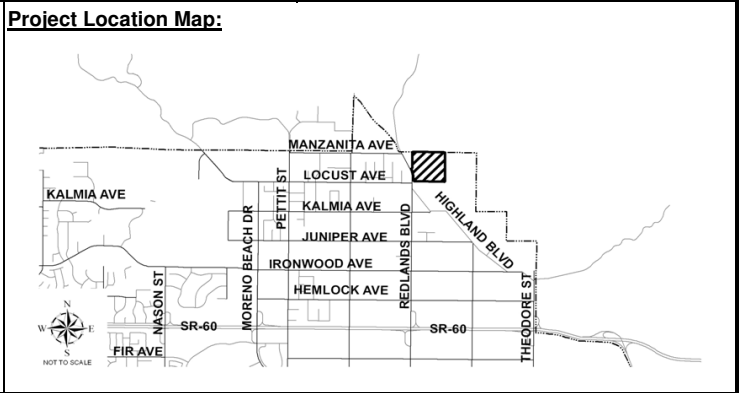 Project Location Map:
MANZANITA AVE
LOCUST AVE
KALMIA AVE
PETTIT ST
KALMIA AVE
HIGHLAND BLVD
REDLANDS BLVD
MORENO BEACH DR
JUNIPER AVE
IRONWOOD AVE
NASON ST
HEMLOCK AVE
THEODORE ST
N
W
E
S
NOT TO SCALE
SR-60
SR-60
FIR AVE